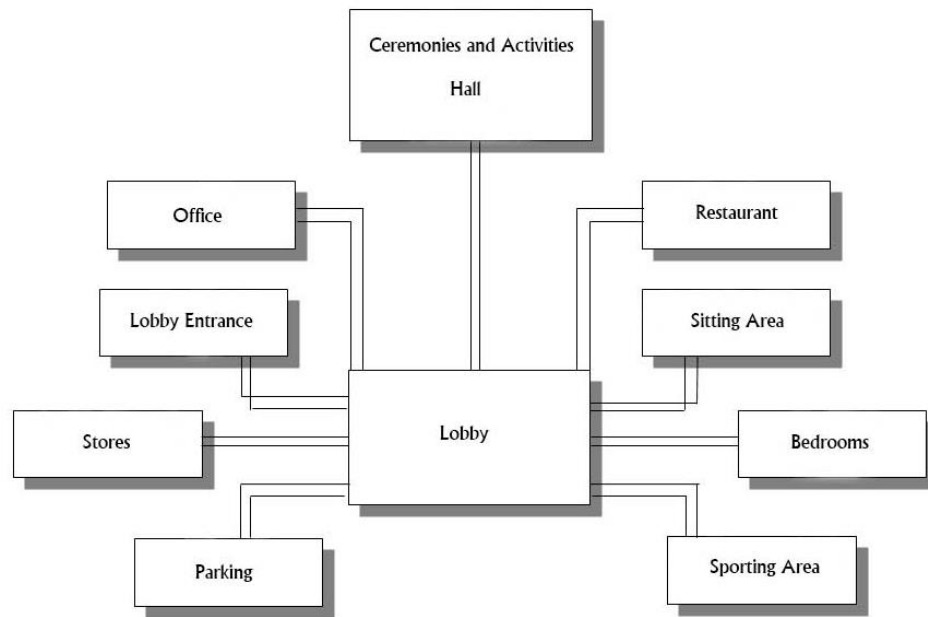 Ceremonies and Activities
Hall
Office
Restaurant
Lobby Entrance
Sitting Area
Lobby
Stores
Bedrooms
Parking
Sporting Area